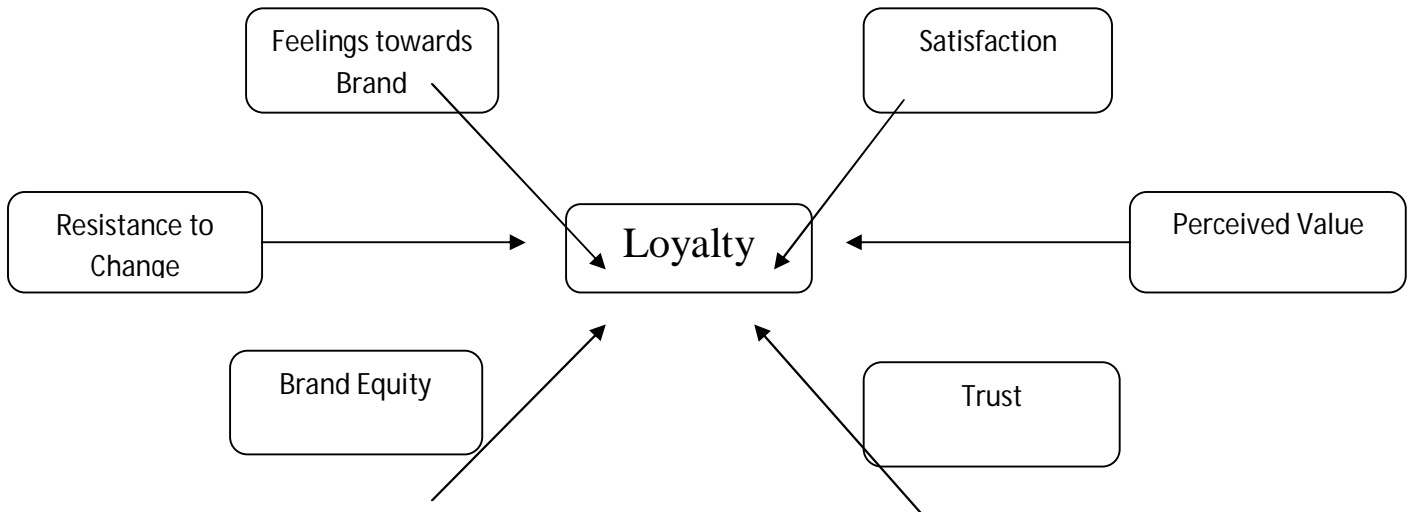 Feelings towards
Brand
Satisfaction
Resistance to
Change
Loyalty
Perceived Value
Brand Equity
Trust